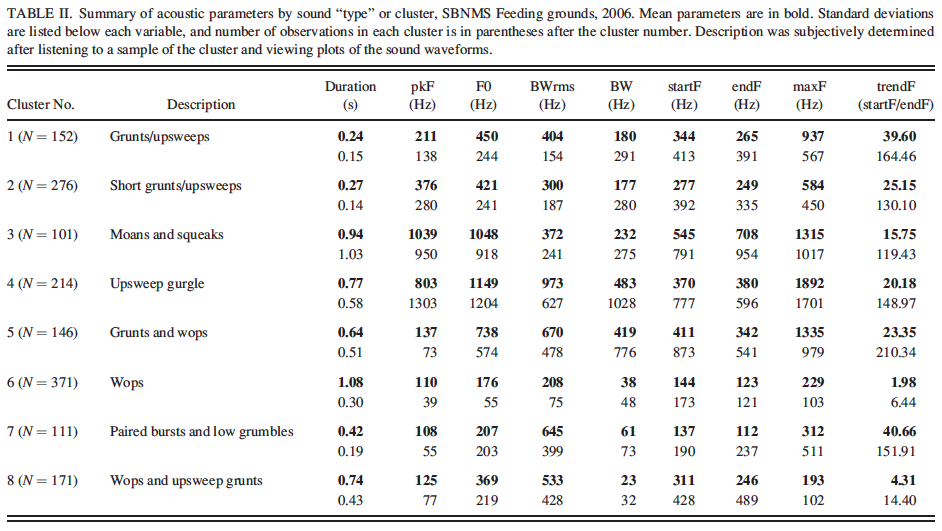 TABLE II. Summary of acoustic parameters by sound “type” or cluster, SBNMS Feeding grounds, 2006. Mean parameters are in bold. Standard deviations
are listed below each variable, and number of observations in each cluster is in parentheses after the cluster number. Description was subjectively determined
after listening to a sample of the cluster and viewing plots of the sound waveforms.
Duration pkF F0 BWrms BW startF endF maxF trendF
Cluster No. Description (s) (Hz) (Hz) (Hz) (Hz) (Hz) (Hz) (Hz) (startF/endF)
1 (N = 152) Grunts/upsweeps 0.24 211 450 404 180 344 265 937 39.60
0.15 138 244 154 291 413 391 567 164.46
2 (N = 276) Short grunts/upsweeps 0.27 376 421 300 177 277 249 584 25.15
0.14 280 241 187 280 392 335 450 130.10
3 (N = 101) Moans and squeaks 0.94 1039 1048 372 232 545 708 1315 15.75
1.03 950 918 241 275 791 954 1017 119.43
4 (N = 214) Upsweep gurgle 0.77 803 1149 973 483 370 380 1892 20.18
0.58 1303 1204 627 1028 777 596 1701 148.97
5 (N = 146) Grunts and wops 0.64 137 738 670 419 411 342 1335 23.35
0.51 73 574 478 776 873 541 979 210.34
6 (N = 371) Wops 1.08 110 176 208 38 144 123 229 1.98
0.30 39 55 75 48 173 121 103 6.44
7 (N = 111) Paired bursts and low grumbles 0.42 108 207 645 61 137 112 312 40.66
0.19 55 203 399 73 190 237 511 151.91
8 (N = 171) Wops and upsweep grunts 0.74 125 369 533 23 311 246 193 4.31
0.43 77 219 428 32 428 489 102 14.40